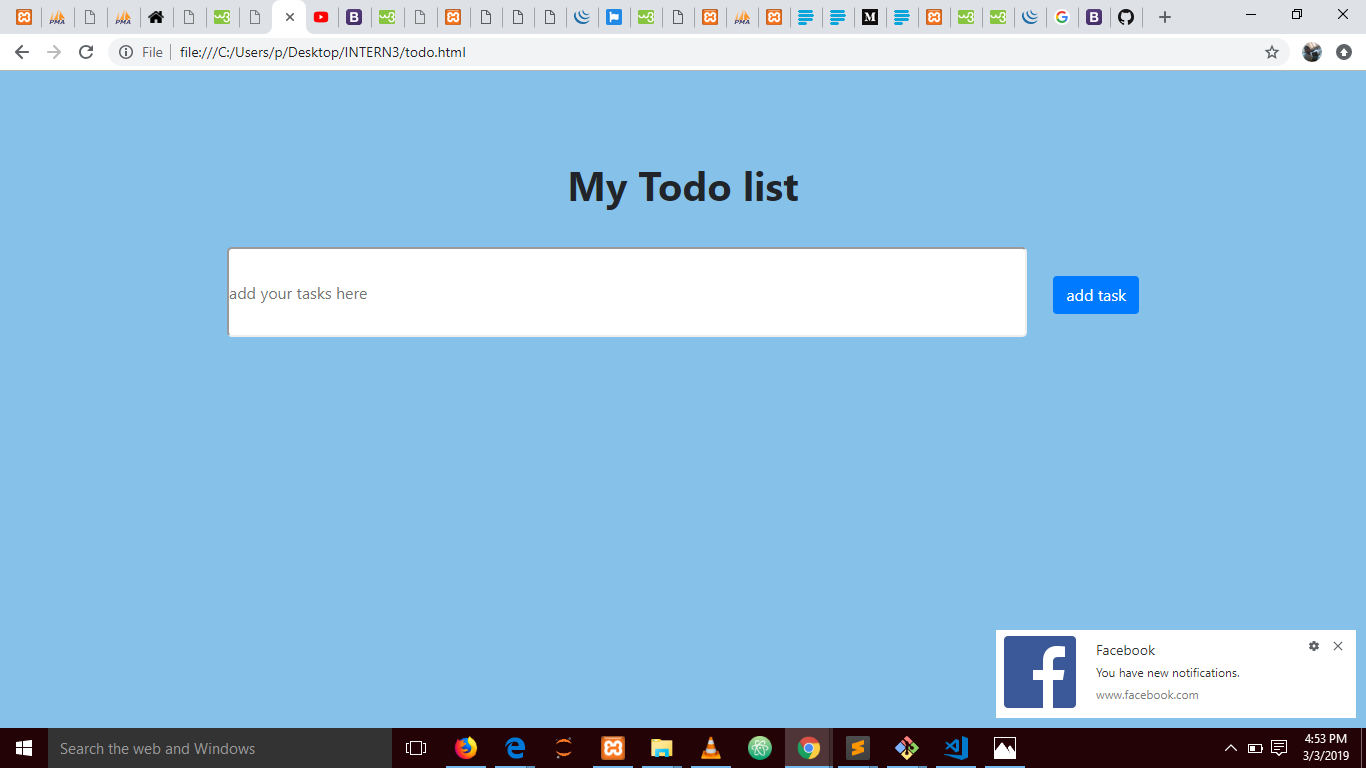 File
file:///C:/Users/p/Desktop/INTERN3/todo.html
My Todo list
add your tasks here
add task
Facebook
You have new notifications.
www.facebook.com
Search the web and Windows
4:53 PM
3/3/2019